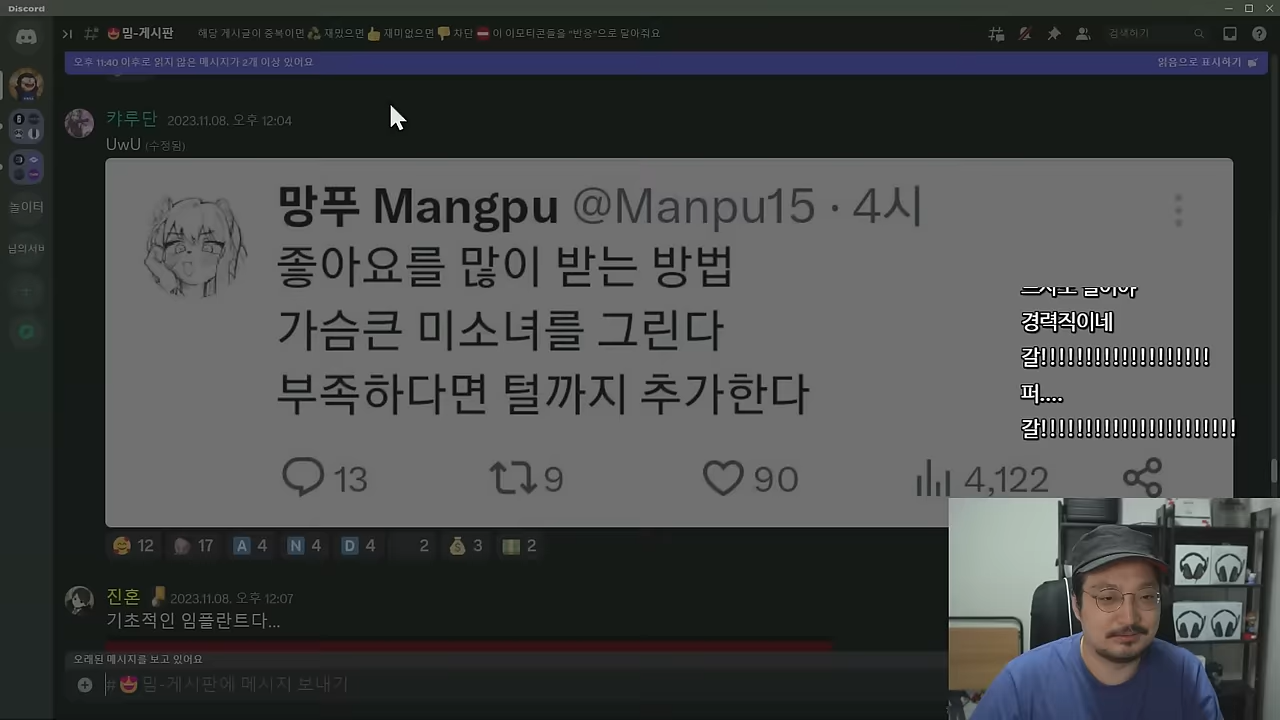 Discord
밈-게시판 해당 게시글이 중복이면 재밌으면 재미없으면 차단 이 이모티콘들을 "반응"으로 달아줘요 검색하기
오후 11:40 이후로 읽지 않은 메시지가 2개 이상 있어요 읽음으로 표시하기
캬루단 2023.11.08. 오후 12:04
UwU (수정됨)
망푸 Mangpu @Manpu15 · 4시
좋아요를 많이 받는 방법
가슴큰 미소녀를 그린다
부족하다면 털까지 추가한다
13 9 90 4,122
경력직이네
갈!!!!!!!!!!!!!!!!!!!
퍼....
갈!!!!!!!!!!!!!!!!!!!!!!
놀이터
님의서버
12 17 A 4 N 4 D 4 2 3 2
진혼 2023.11.08. 오후 12:07
기초적인 임플란트다...
오래된 메시지를 보고 있어요
# 밈-게시판에 메시지 보내기